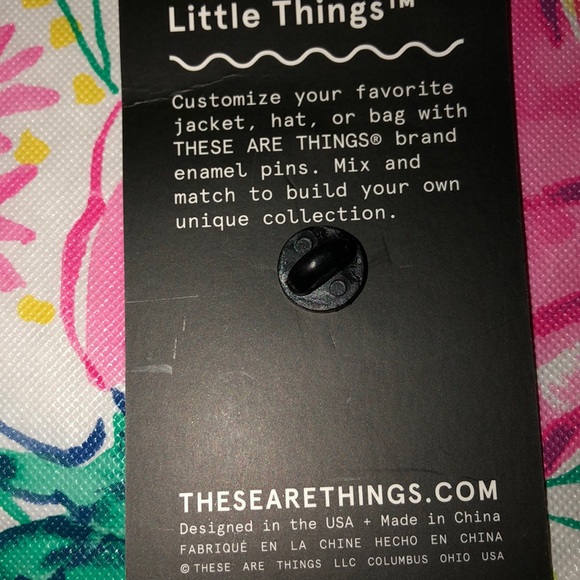 Little Things™
Customize your favorite
jacket, hat, or bag with
THESE ARE THINGS® brand
enamel pins. Mix and
match to build your own
unique collection.
THESEARETHINGS.COM
Designed in the USA + Made in China
FABRIQUÉ EN LA CHINE HECHO EN CHINA
© THESE ARE THINGS LLC COLUMBUS OHIO USA